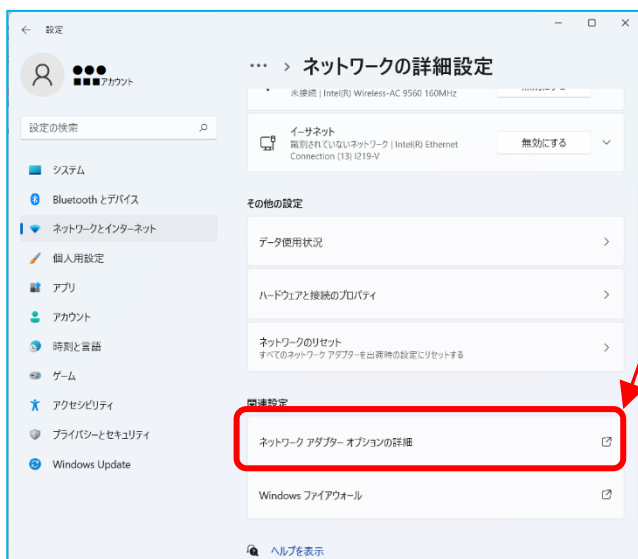 ← 設定
●●●
■■■アカウント
設定の検索
システム
Bluetooth とデバイス
ネットワークとインターネット
個人用設定
アプリ
アカウント
時刻と言語
ゲーム
アクセシビリティ
プライバシーとセキュリティ
Windows Update
… › ネットワークの詳細設定
未接続 | Intel(R) Wireless-AC 9560 160MHz
イーサネット
識別されていないネットワーク | Intel(R) Ethernet
Connection (13) I219-V
無効にする
その他の設定
データ使用状況
ハードウェアと接続のプロパティ
ネットワークのリセット
すべてのネットワーク アダプターを出荷時の設定にリセットする
関連設定
ネットワーク アダプター オプションの詳細
Windows ファイアウォール
ヘルプを表示